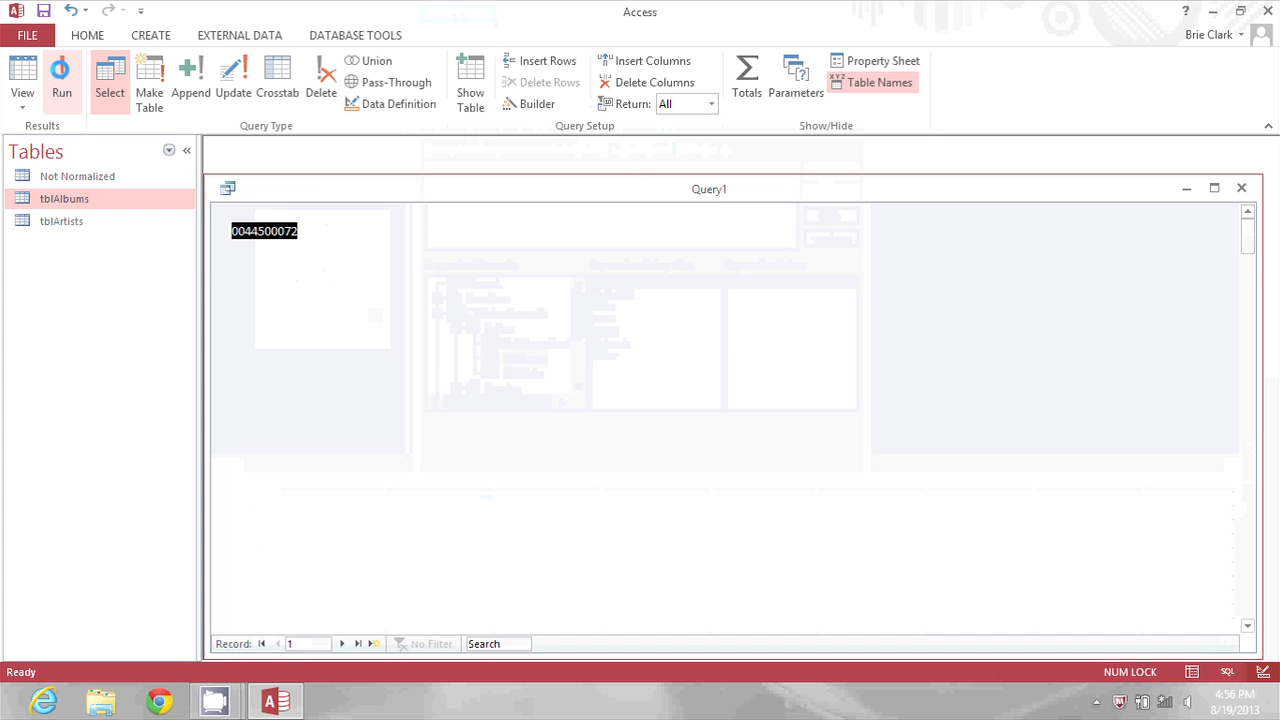 Access
?
FILE
HOME
CREATE
EXTERNAL DATA
DATABASE TOOLS
Brie Clark
View
Run
Select
Make Table
Append
Update
Crosstab
Delete
Union
Pass-Through
Data Definition
Show Table
Insert Rows
Delete Rows
Builder
Insert Columns
Delete Columns
Return: All
Totals
Parameters
Property Sheet
XYZ
Table Names
Results
Query Type
Query Setup
Show/Hide
Tables
Not Normalized
tblAlbums
tblArtists
Query1
0044500072
Record: 1
No Filter
Search
Ready
NUM LOCK
SQL
4:56 PM
8/19/2013